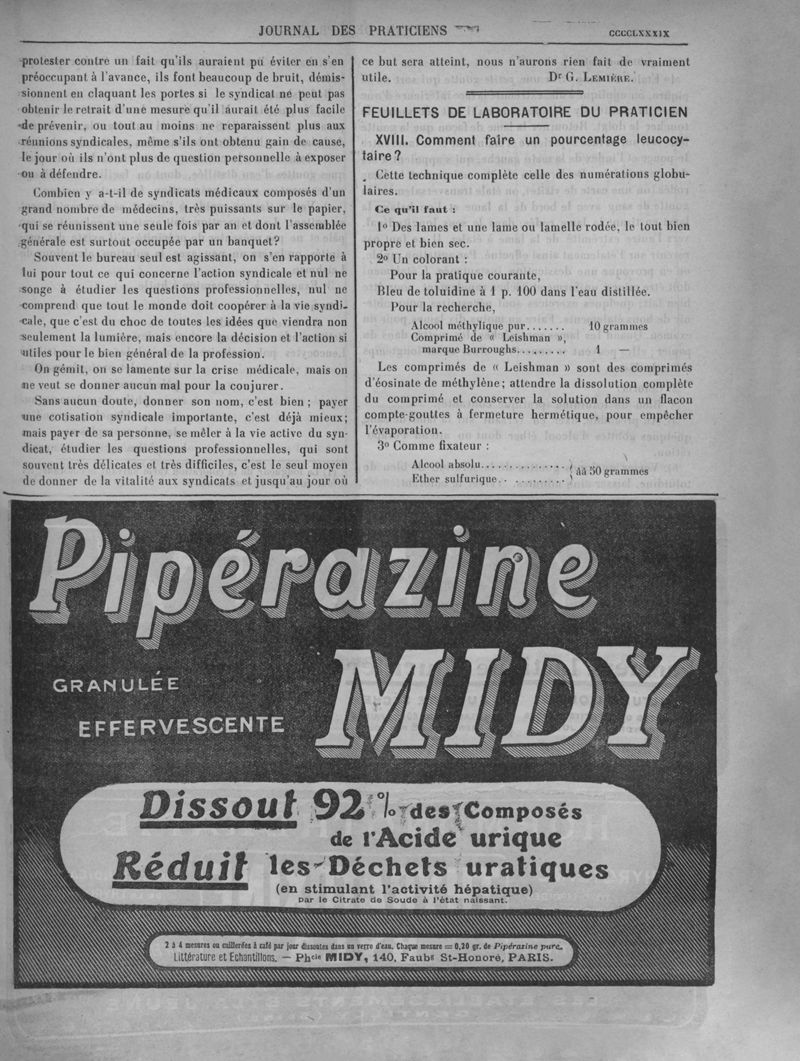 JOURNAL DES PRATICIENS
CCCCLXXXIX
protester contre un fait qu'ils auraient pu éviter en s'en
préoccupant à l'avance, ils font beaucoup de bruit, démis-
sionnent en claquant les portes si le syndicat ne peut pas
obtenir le retrait d'une mesure qu'il aurait été plus facile
de prévenir, ou tout au moins ne reparaissent plus aux
réunions syndicales, même s'ils ont obtenu gain de cause,
le jour où ils n'ont plus de question personnelle à exposer
ou à défendre.
Combien y a-t-il de syndicats médicaux composés d'un
grand nombre de médecins, très puissants sur le papier,
qui se réunissent une seule fois par an et dont l'assemblée
générale est surtout occupée par un banquet?
Souvent le bureau seul est agissant, on s'en rapporte à
lui pour tout ce qui concerne l'action syndicale et nul ne
songe à étudier les questions professionnelles, nul ne
comprend que tout le monde doit coopérer à la vie syndi-
cale, que c'est du choc de toutes les idées que viendra non
seulement la lumière, mais encore la décision et l'action si
utiles pour le bien général de la profession.
On gémit, on se lamente sur la crise médicale, mais on
ne veut se donner aucun mal pour la conjurer.
Sans aucun doute, donner son nom, c'est bien ; payer
une cotisation syndicale importante, c'est déjà mieux;
mais payer de sa personne, se mêler à la vie active du syn-
dicat, étudier les questions professionnelles, qui sont
souvent très délicates et très difficiles, c'est le seul moyen
de donner de la vitalité aux syndicats et jusqu'au jour où
ce but sera atteint, nous n'aurons rien fait de vraiment
utile. Dr G. LEMIÈRE.
FEUILLETS DE LABORATOIRE DU PRATICIEN
XVIII. Comment faire un pourcentage leucocy-
taire ?
Cette technique complète celle des numérations globu-
laires.
Ce qu'il faut :
1o Des lames et une lame ou lamelle rodée, le tout bien
propre et bien sec.
2o Un colorant :
Pour la pratique courante,
Bleu de toluidine à 1 p. 100 dans l'eau distillée.
Pour la recherche,
Alcool méthylique pur....... 10 grammes
Comprimé de « Leishman »,
marque Burroughs......... 1 —
Les comprimés de « Leishman » sont des comprimés
d'éosinate de méthylène; attendre la dissolution complète
du comprimé et conserver la solution dans un flacon
compte-gouttes à fermeture hermétique, pour empêcher
l'évaporation.
3o Comme fixateur :
Alcool absolu..............
Ether sulfurique........... } ãã 50 grammes
Pipérazine
MIDY
GRANULÉE
EFFERVESCENTE
Dissout 92 % des Composés
de l'Acide urique
Réduit les Déchets uratiques
(en stimulant l'activité hépatique)
par le Citrate de Soude à l'état naissant.
2 à 4 mesures ou cuillerées à café par jour dissoutes dans un verre d'eau. Chaque mesure = 0,20 gr. de Pipérazine pure.
Littérature et Echantillons. — Phcie MIDY, 140, Faubg St-Honoré, PARIS.